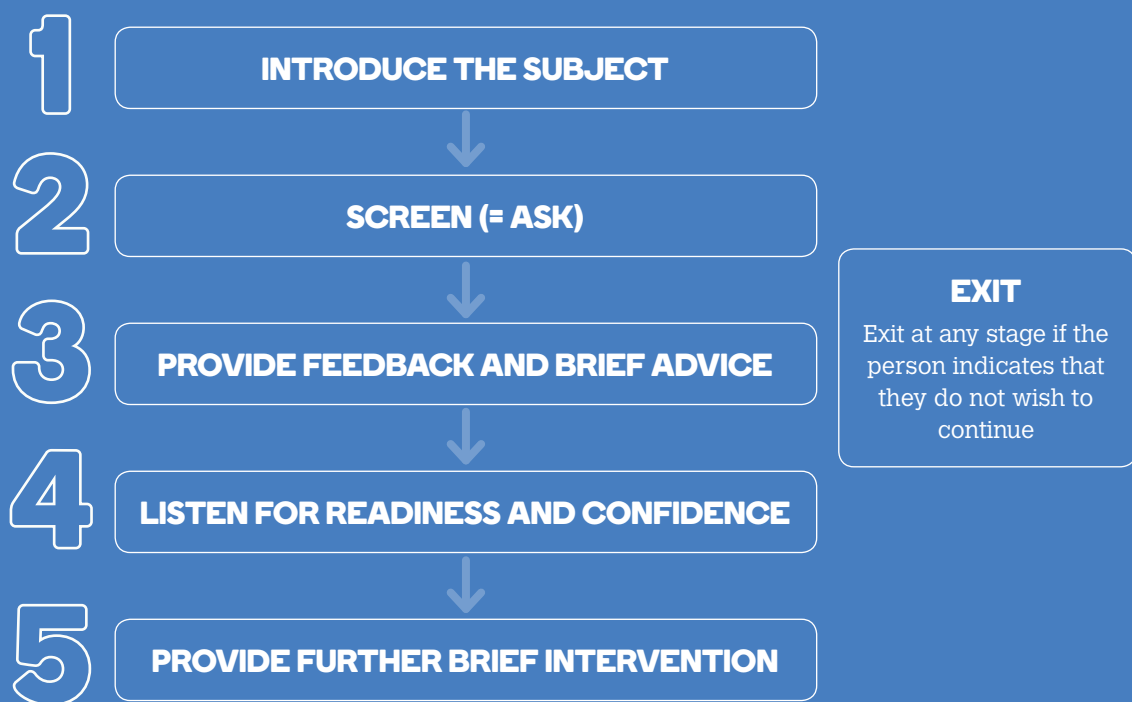 1
INTRODUCE THE SUBJECT
2
SCREEN (= ASK)
3
PROVIDE FEEDBACK AND BRIEF ADVICE
4
LISTEN FOR READINESS AND CONFIDENCE
5
PROVIDE FURTHER BRIEF INTERVENTION
EXIT
Exit at any stage if the
person indicates that
they do not wish to
continue